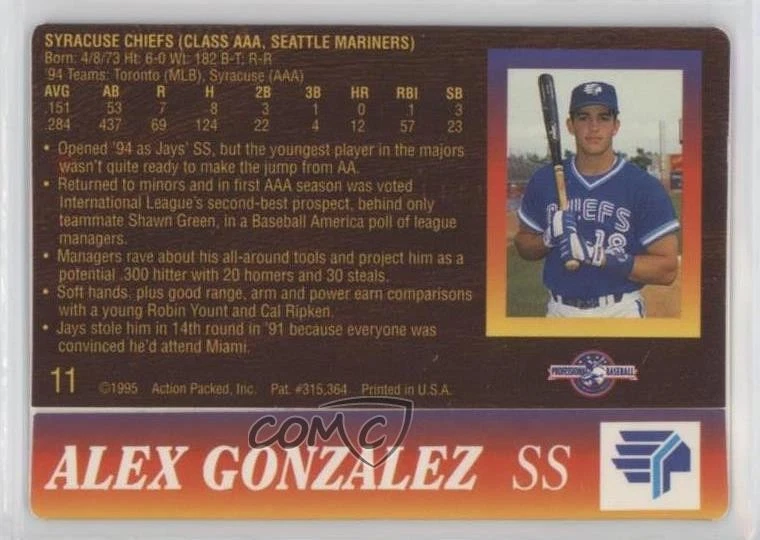 SYRACUSE CHIEFS (CLASS AAA, SEATTLE MARINERS)
Born: 4/8/73 Ht: 6-0 Wt: 182 B-T: R-R
'94 Teams: Toronto (MLB), Syracuse (AAA)
AVG AB R H 2B 3B HR RBI SB
.151 53 7 8 3 1 0 1 3
.284 437 69 124 22 4 12 57 23
• Opened '94 as Jays' SS, but the youngest player in the majors
wasn't quite ready to make the jump from AA.
• Returned to minors and in first AAA season was voted
International League's second-best prospect, behind only
teammate Shawn Green, in a Baseball America poll of league
managers.
• Managers rave about his all-around tools and project him as a
potential .300 hitter with 20 homers and 30 steals.
• Soft hands, plus good range, arm and power earn comparisons
with a young Robin Yount and Cal Ripken.
• Jays stole him in 14th round in '91 because everyone was
convinced he'd attend Miami.
CHIEFS
18
PROFESSIONAL BASEBALL
11 ©1995 Action Packed, Inc. Pat. #315,364. Printed in U.S.A.
COMC
ALEX GONZALEZ SS